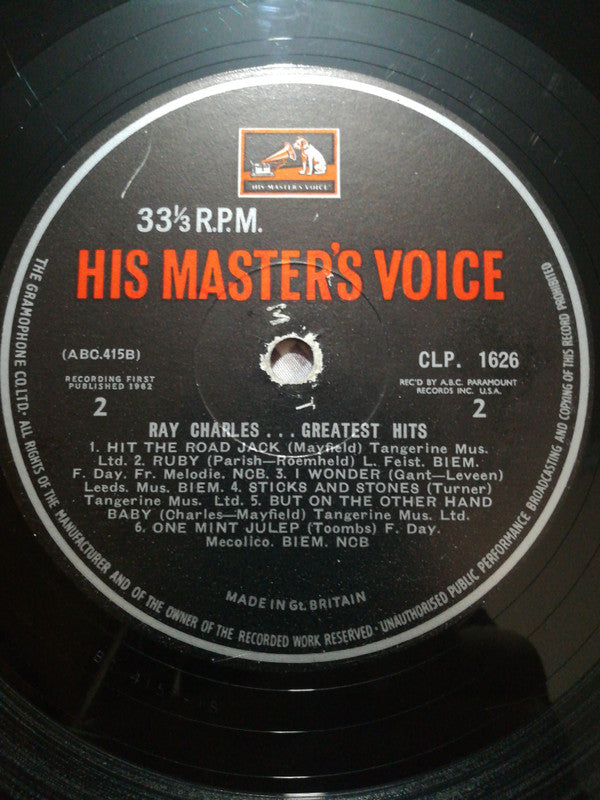 "HIS MASTER'S VOICE"
33⅓ R.P.M.
HIS MASTER'S VOICE
(ABC.415B)
CLP. 1626
RECORDING FIRST
PUBLISHED 1962
REC'D BY A.B.C. PARAMOUNT
RECORDS INC. U.S.A.
2
2
RAY CHARLES... GREATEST HITS
1. HIT THE ROAD JACK (Mayfield) Tangerine Mus.
Ltd. 2. RUBY (Parish—Roemheld) L. Feist. BIEM.
F. Day. Fr. Melodie. NCB. 3. I WONDER (Gant—Leveen)
Leeds. Mus. BIEM. 4. STICKS AND STONES (Turner)
Tangerine Mus. Ltd. 5. BUT ON THE OTHER HAND
BABY (Charles—Mayfield) Tangerine Mus. Ltd.
6. ONE MINT JULEP (Toombs) F. Day.
Mecolico. BIEM. NCB
MADE IN Gt. BRITAIN
THE GRAMOPHONE CO. LTD. · ALL RIGHTS OF THE MANUFACTURER AND OF THE OWNER OF THE RECORDED WORK RESERVED · UNAUTHORISED PUBLIC PERFORMANCE BROADCASTING AND COPYING OF THIS RECORD PROHIBITED